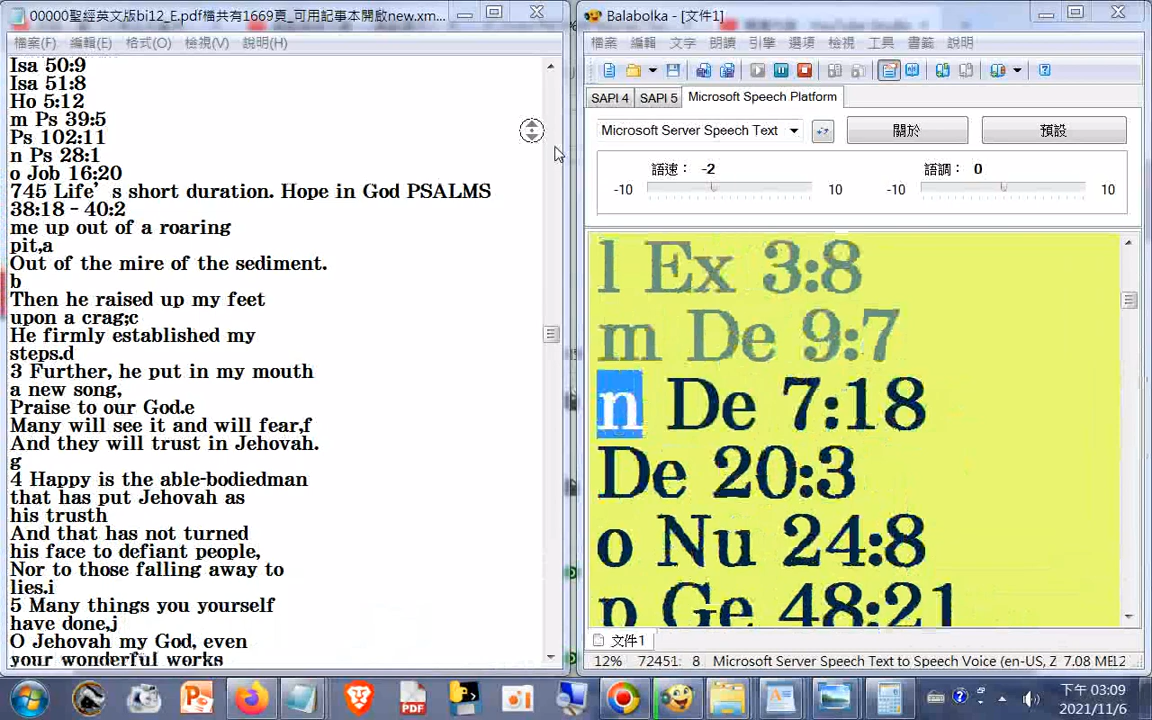 00000聖經英文版bi12_E.pdf檔共有1669頁_可用記事本開啟new.xm...
檔案(F) 編輯(E) 格式(O) 檢視(V) 說明(H)
Isa 50:9
Isa 51:8
Ho 5:12
m Ps 39:5
Ps 102:11
n Ps 28:1
o Job 16:20
745 Life’s short duration. Hope in God PSALMS
38:18–40:2
me up out of a roaring
pit,a
Out of the mire of the sediment.
b
Then he raised up my feet
upon a crag;c
He firmly established my
steps.d
3 Further, he put in my mouth
a new song,
Praise to our God.e
Many will see it and will fear,f
And they will trust in Jehovah.
g
4 Happy is the able-bodiedman
that has put Jehovah as
his trusth
And that has not turned
his face to defiant people,
Nor to those falling away to
lies.i
5 Many things you yourself
have done,j
O Jehovah my God, even
your wonderful works
Balabolka - [文件1]
檔案 編輯 文字 朗讀 引擎 選項 檢視 工具 書籤 說明
SAPI 4 SAPI 5 Microsoft Speech Platform
Microsoft Server Speech Text 關於 預設
語速： -2 語調： 0
-10 10 -10 10
l Ex 3:8
m De 9:7
n De 7:18
De 20:3
o Nu 24:8
p Ge 48:21
文件1
12% 72451: 8 Microsoft Server Speech Text to Speech Voice (en-US, Z 7.08 ME
下午 03:09
2021/11/6